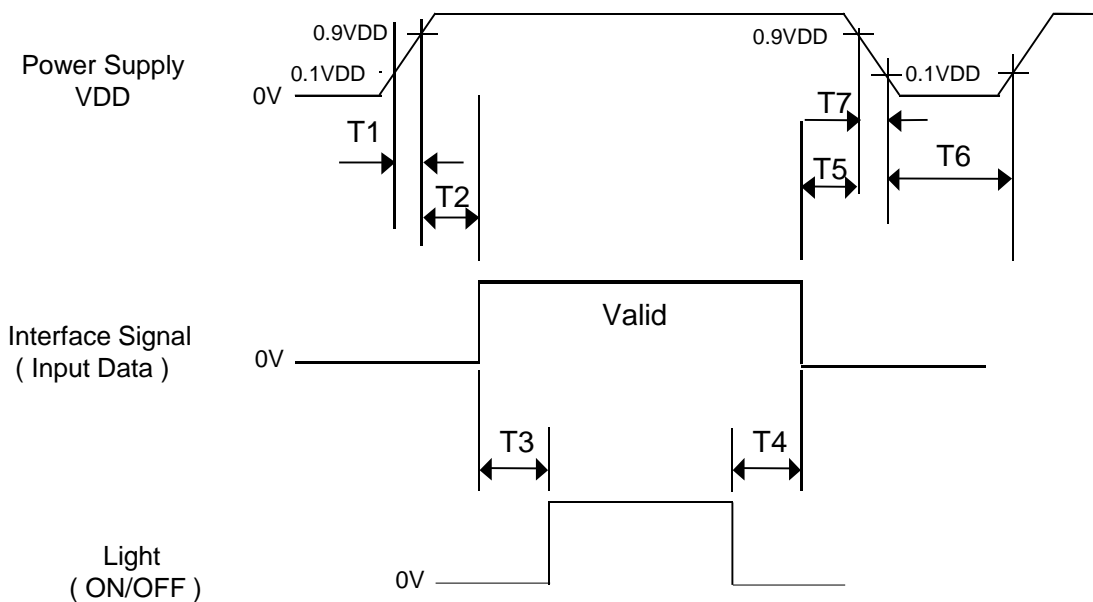 0.9VDD
0.9VDD
Power Supply
VDD
0.1VDD
0.1VDD
0V
T1
T2
T7
T5
T6
Interface Signal
( Input Data )
Valid
0V
T3
T4
Light
( ON/OFF )
0V